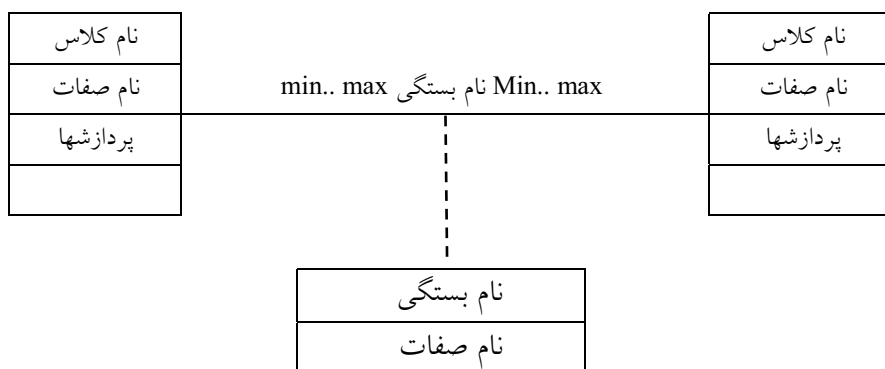 نام کلاس
نام صفات
پردازشها
min.. max نام بستگی Min.. max
نام کلاس
نام صفات
پردازشها
نام بستگی
نام صفات